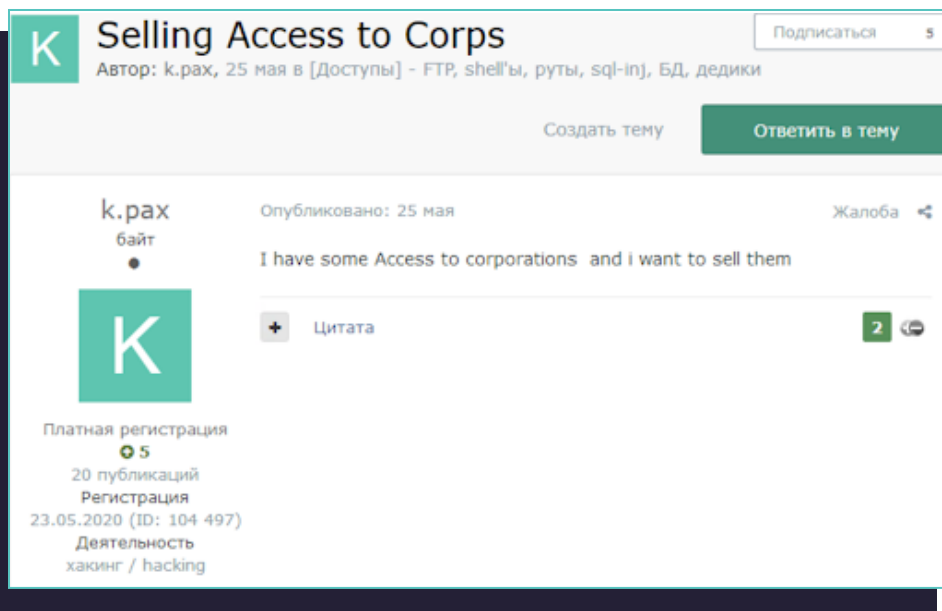 K
Selling Access to Corps
Подписаться 5
Автор: k.pax, 25 мая в [Доступы] - FTP, shell'ы, руты, sql-inj, БД, дедики
Создать тему
Ответить в тему
k.pax
байт
Опубликовано: 25 мая
Жалоба
I have some Access to corporations and i want to sell them
K
+ Цитата
2
Платная регистрация
5
20 публикаций
Регистрация
23.05.2020 (ID: 104 497)
Деятельность
хакинг / hacking